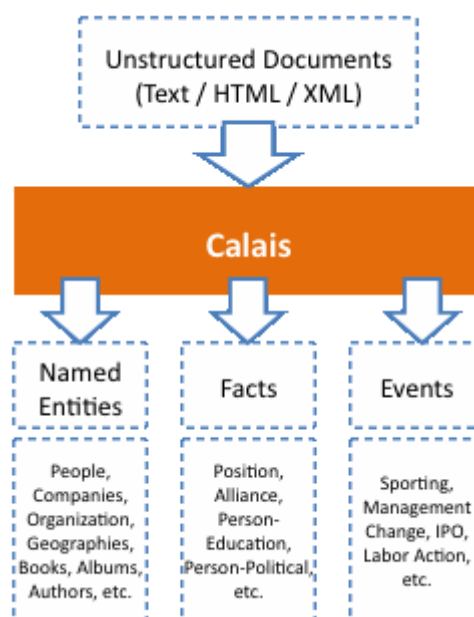 Unstructured Documents
(Text / HTML / XML)
Calais
Named
Entities
Facts
Events
People,
Companies,
Organization,
Geographies,
Books, Albums,
Authors, etc.
Position,
Alliance,
Person-
Education,
Person-Political,
etc.
Sporting,
Management
Change, IPO,
Labor Action,
etc.